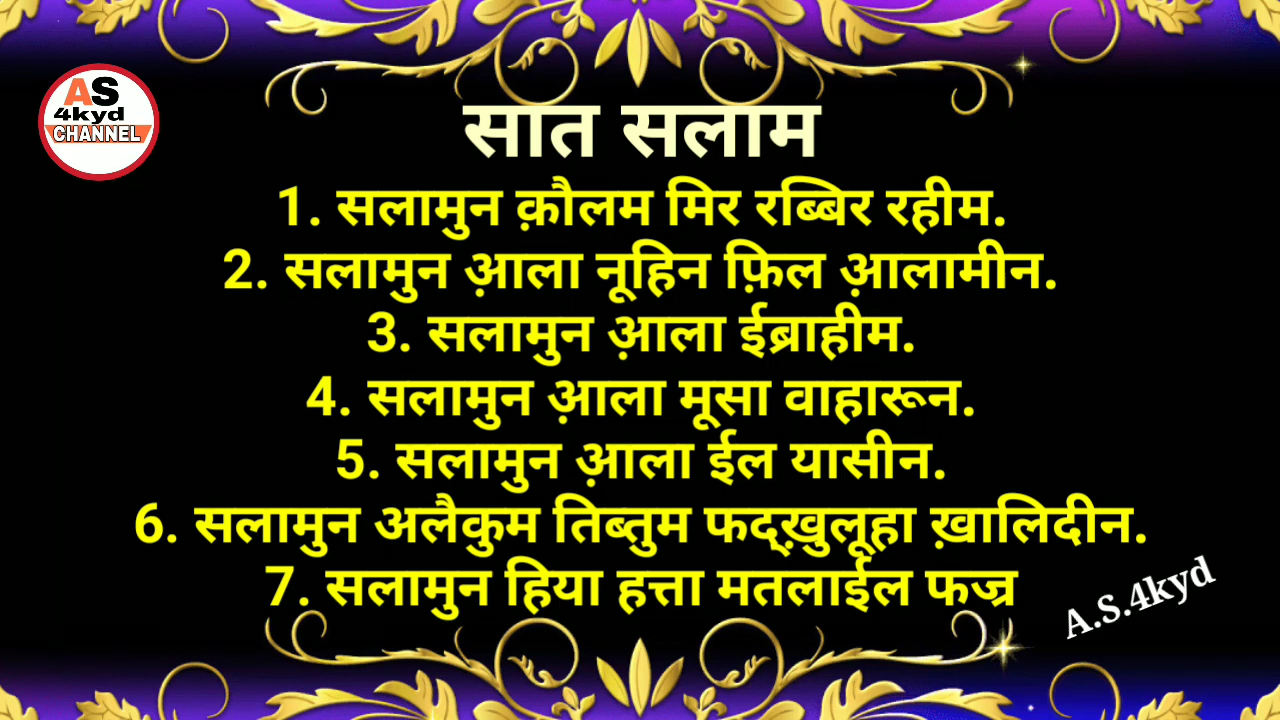 AS
4kyd
CHANNEL
सात सलाम
1. सलामुन क़ौलम मिर रब्बिर रहीम.
2. सलामुन आ़ला नूहिन फ़िल आ़लामीन.
3. सलामुन आ़ला ईब्राहीम.
4. सलामुन आ़ला मूसा वाहारून.
5. सलामुन आ़ला ईल यासीन.
6. सलामुन अलैकुम तिब्तुम फद्ख़ुलूहा ख़ालिदीन.
7. सलामुन हिया हत्ता मतलाईल फज्र
A.S.4kyd